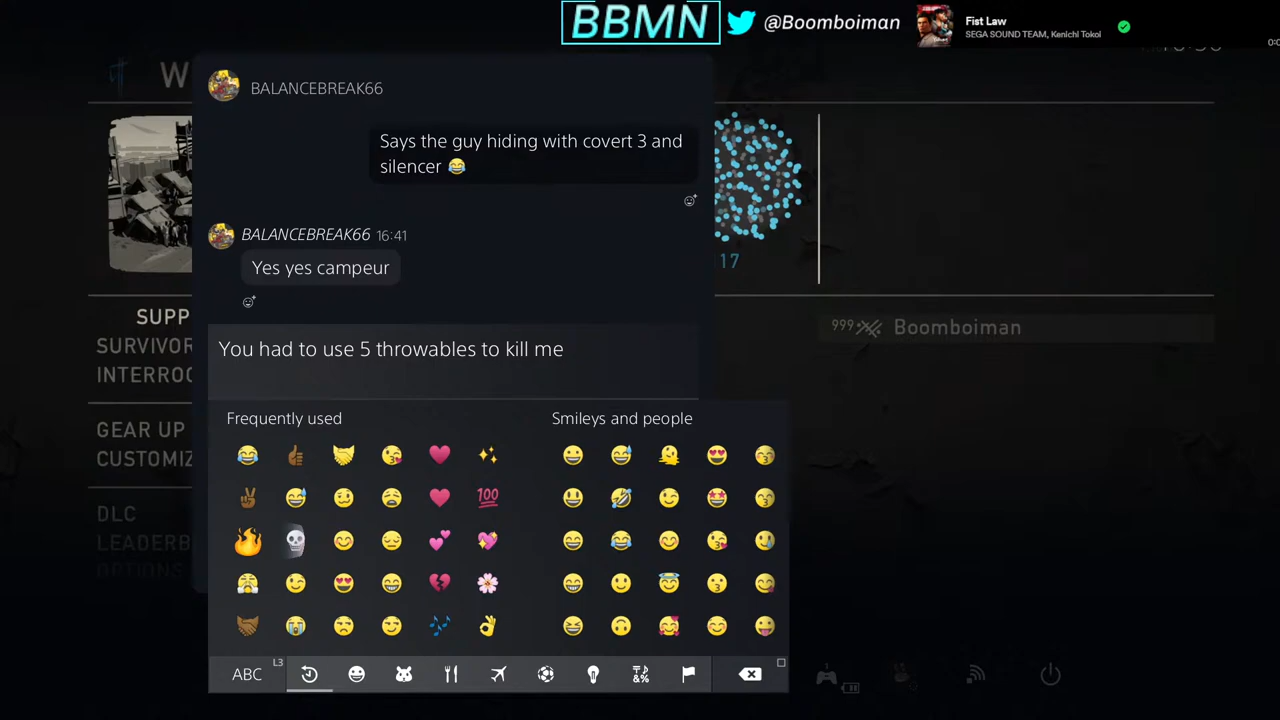 BBMN
@Boomboiman
Fist Law
SEGA SOUND TEAM, Kenichi Tokoi
W
BALANCEBREAK66
Says the guy hiding with covert 3 and
silencer 😂
BALANCEBREAK66 16:41
Yes yes campeur
17
SUPP
SURVIVOR
INTERROG
999 Boomboiman
You had to use 5 throwables to kill me
GEAR UP
CUSTOMIZ
DLC
LEADERB
OPTIONS
Frequently used
Smileys and people
100
ABC
L3